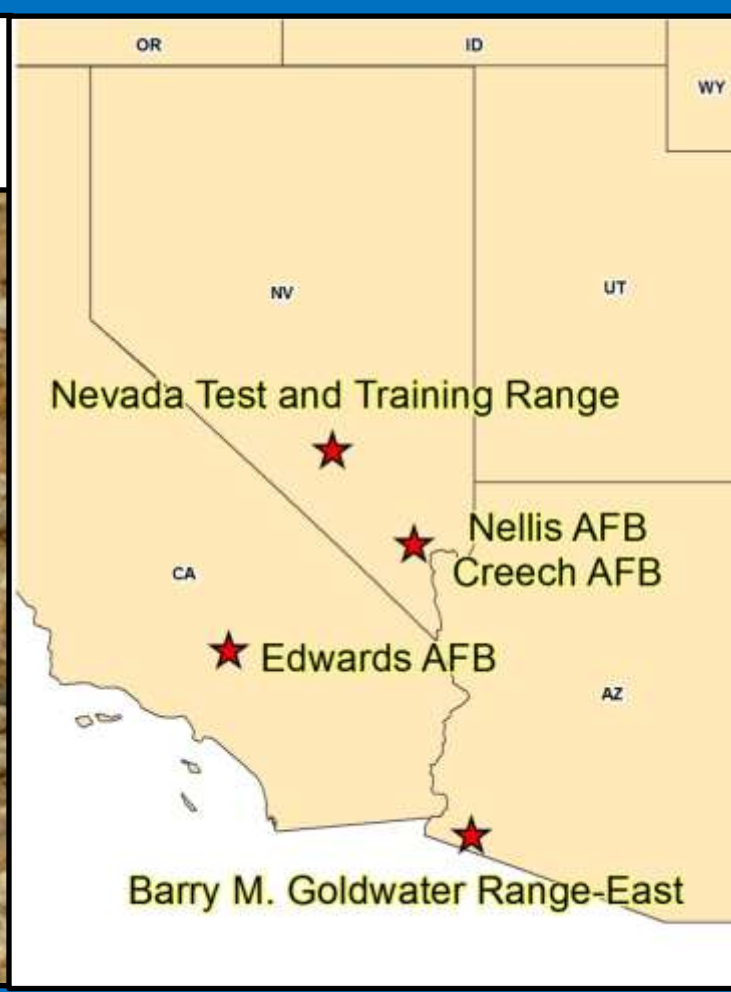 OR
ID
WY
NV
UT
Nevada Test and Training Range
Nellis AFB
Creech AFB
CA
Edwards AFB
AZ
Barry M. Goldwater Range-East